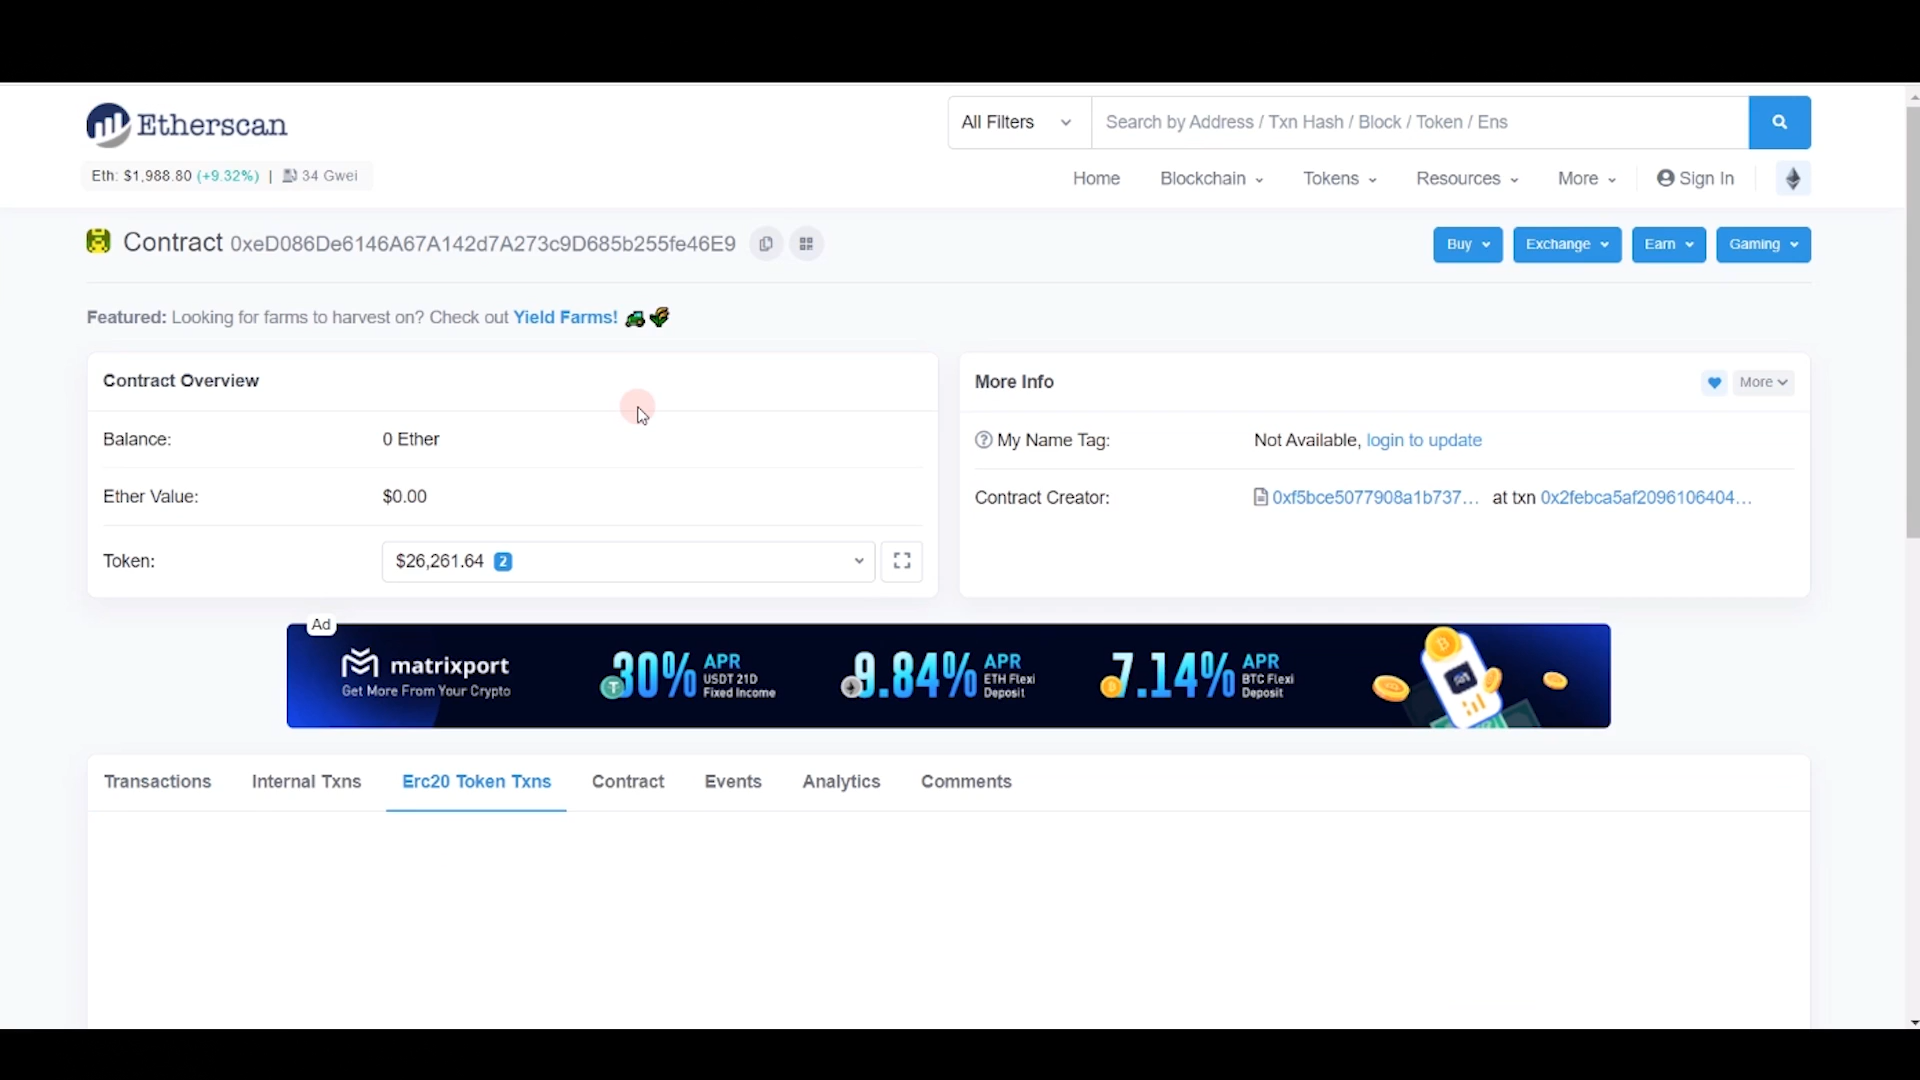 Etherscan
All Filters
Search by Address / Txn Hash / Block / Token / Ens
Eth: $1,988.80 (+9.32%) | 34 Gwei
Home Blockchain Tokens Resources More Sign In
Contract 0xeD086De6146A67A142d7A273c9D685b255fe46E9
Buy Exchange Earn Gaming
Featured: Looking for farms to harvest on? Check out Yield Farms!
Contract Overview
Balance: 0 Ether
Ether Value: $0.00
Token: $26,261.64 2
More Info
More
My Name Tag: Not Available, login to update
Contract Creator: 0xf5bce5077908a1b737... at txn 0x2febca5af2096106404...
Ad
matrixport
Get More From Your Crypto
30% APR
USDT 21D
Fixed Income
9.84% APR
ETH Flexi
Deposit
7.14% APR
BTC Flexi
Deposit
Transactions Internal Txns Erc20 Token Txns Contract Events Analytics Comments